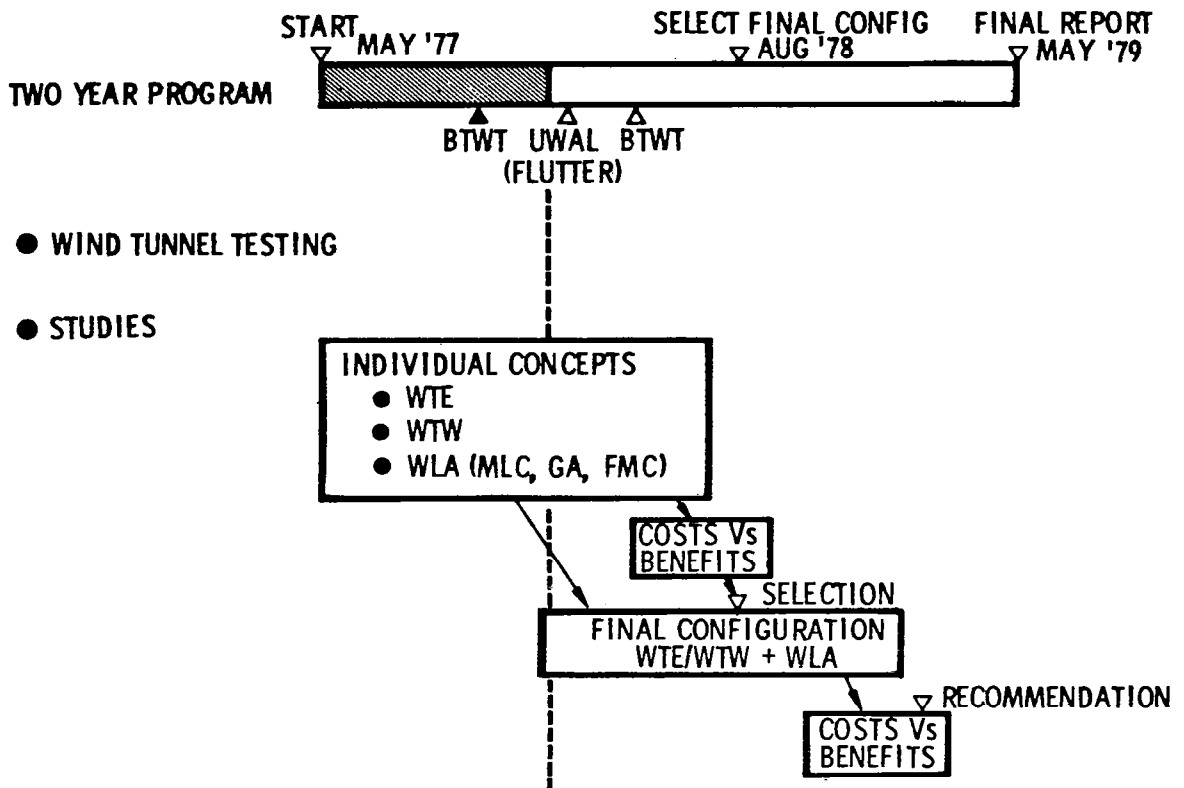 START
MAY '77
SELECT FINAL CONFIG
AUG '78
FINAL REPORT
MAY '79
TWO YEAR PROGRAM
BTWT
UWAL
(FLUTTER)
BTWT
● WIND TUNNEL TESTING
● STUDIES
INDIVIDUAL CONCEPTS
● WTE
● WTW
● WLA (MLC, GA, FMC)
COSTS Vs
BENEFITS
SELECTION
FINAL CONFIGURATION
WTE/WTW + WLA
RECOMMENDATION
COSTS Vs
BENEFITS